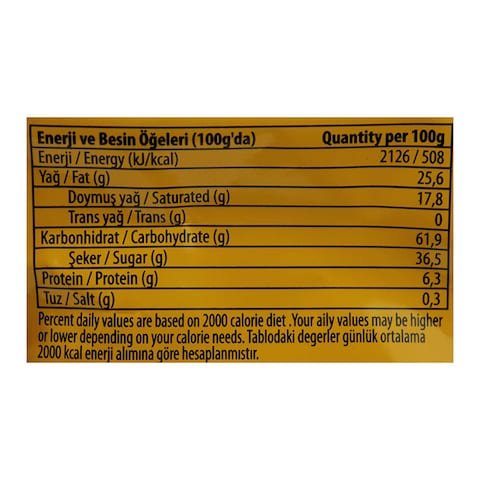 Enerji ve Besin Öğeleri (100g'da) Quantity per 100g
Enerji / Energy (kJ/kcal) 2126 / 508
Yağ / Fat (g) 25,6
Doymuş yağ / Saturated (g) 17,8
Trans yağ / Trans (g) 0
Karbonhidrat / Carbohydrate (g) 61,9
Şeker / Sugar (g) 36,5
Protein / Protein (g) 6,3
Tuz / Salt (g) 0,3
Percent daily values are based on 2000 calorie diet .Your aily values may be higher
or lower depending on your calorie needs. Tablodaki degerler günlük ortalama
2000 kcal enerji alımına göre hesaplanmıstır.